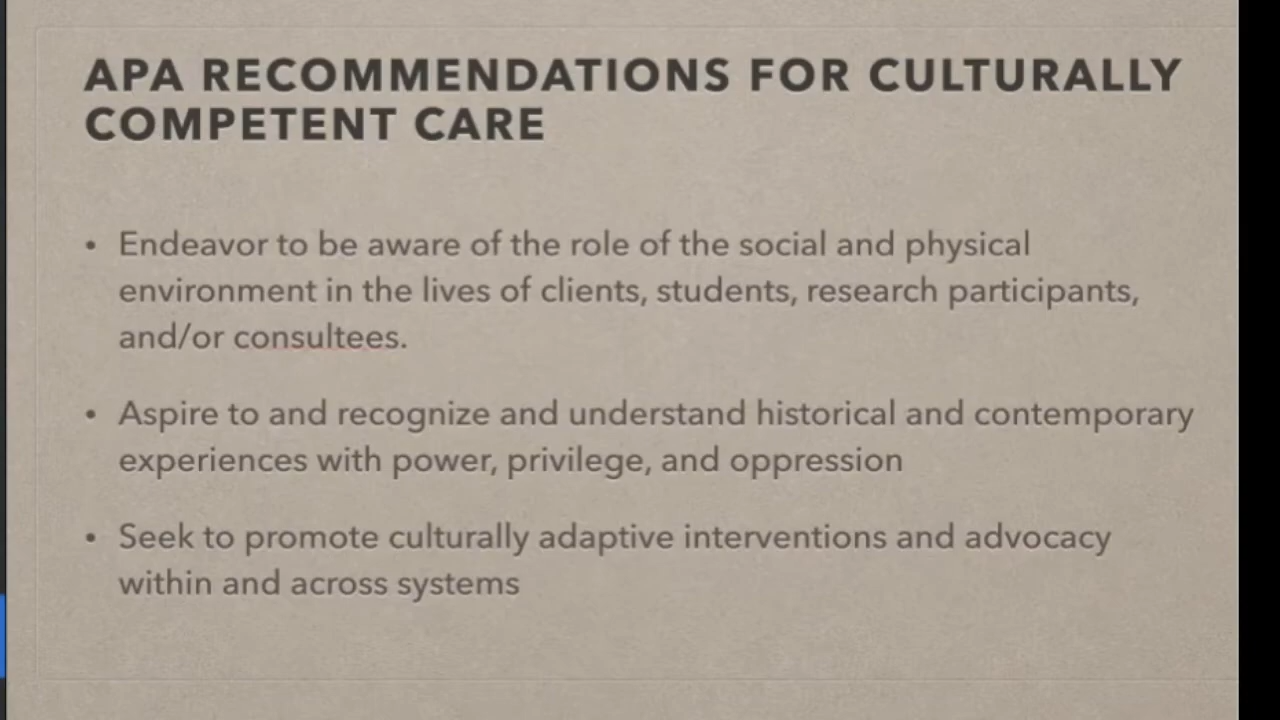 APA RECOMMENDATIONS FOR CULTURALLY
COMPETENT CARE
• Endeavor to be aware of the role of the social and physical
environment in the lives of clients, students, research participants,
and/or consultees.
• Aspire to and recognize and understand historical and contemporary
experiences with power, privilege, and oppression
• Seek to promote culturally adaptive interventions and advocacy
within and across systems